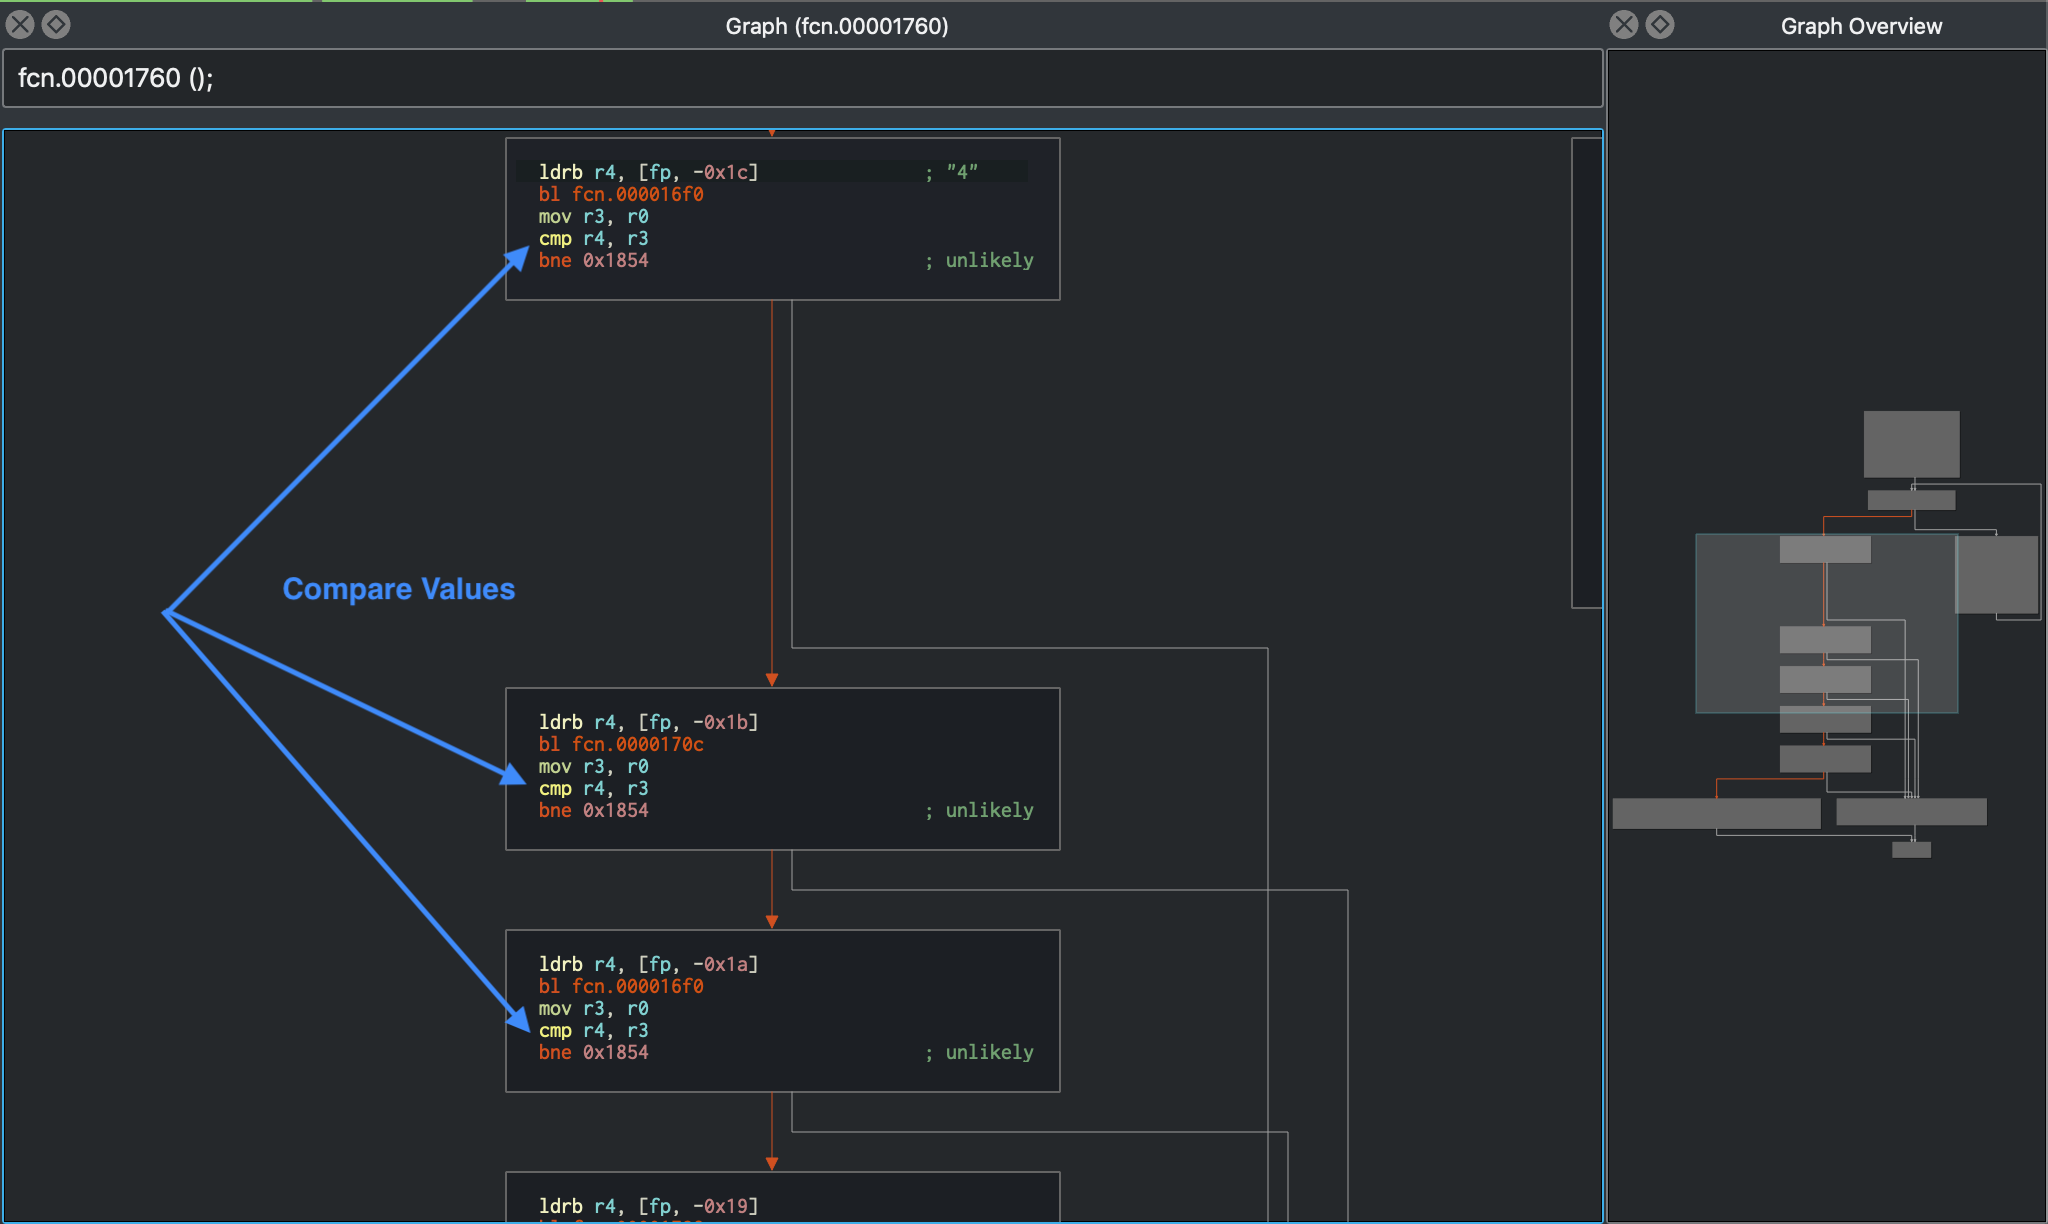 Graph (fcn.00001760)
Graph Overview
fcn.00001760 ();
ldrb r4, [fp, -0x1c] ; "4"
bl fcn.000016f0
mov r3, r0
cmp r4, r3
bne 0x1854 ; unlikely
Compare Values
ldrb r4, [fp, -0x1b]
bl fcn.0000170c
mov r3, r0
cmp r4, r3
bne 0x1854 ; unlikely
ldrb r4, [fp, -0x1a]
bl fcn.000016f0
mov r3, r0
cmp r4, r3
bne 0x1854 ; unlikely
ldrb r4, [fp, -0x19]